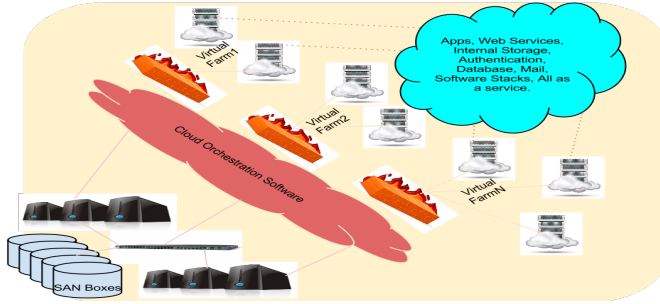 Virtual
Farm1
Apps, Web Services,
Internal Storage,
Authentication,
Database, Mail,
Software Stacks, All as
a service.
Virtual
Farm2
Cloud Orchestration Software
Virtual
FarmN
SAN Boxes